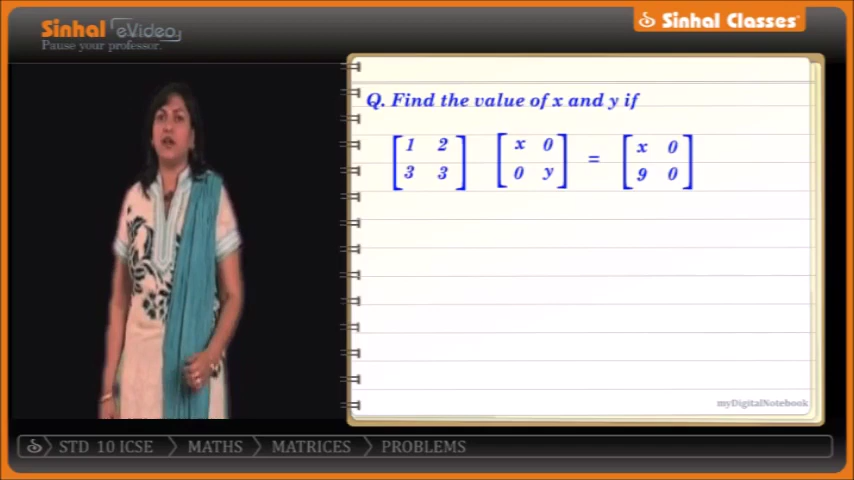 Sinhal eVideo
Pause your professor.
Sinhal Classes
Q. Find the value of x and y if
[1 2] [x 0] = [x 0]
[3 3] [0 y] [9 0]
myDigitalNotebook
STD 10 ICSE MATHS MATRICES PROBLEMS